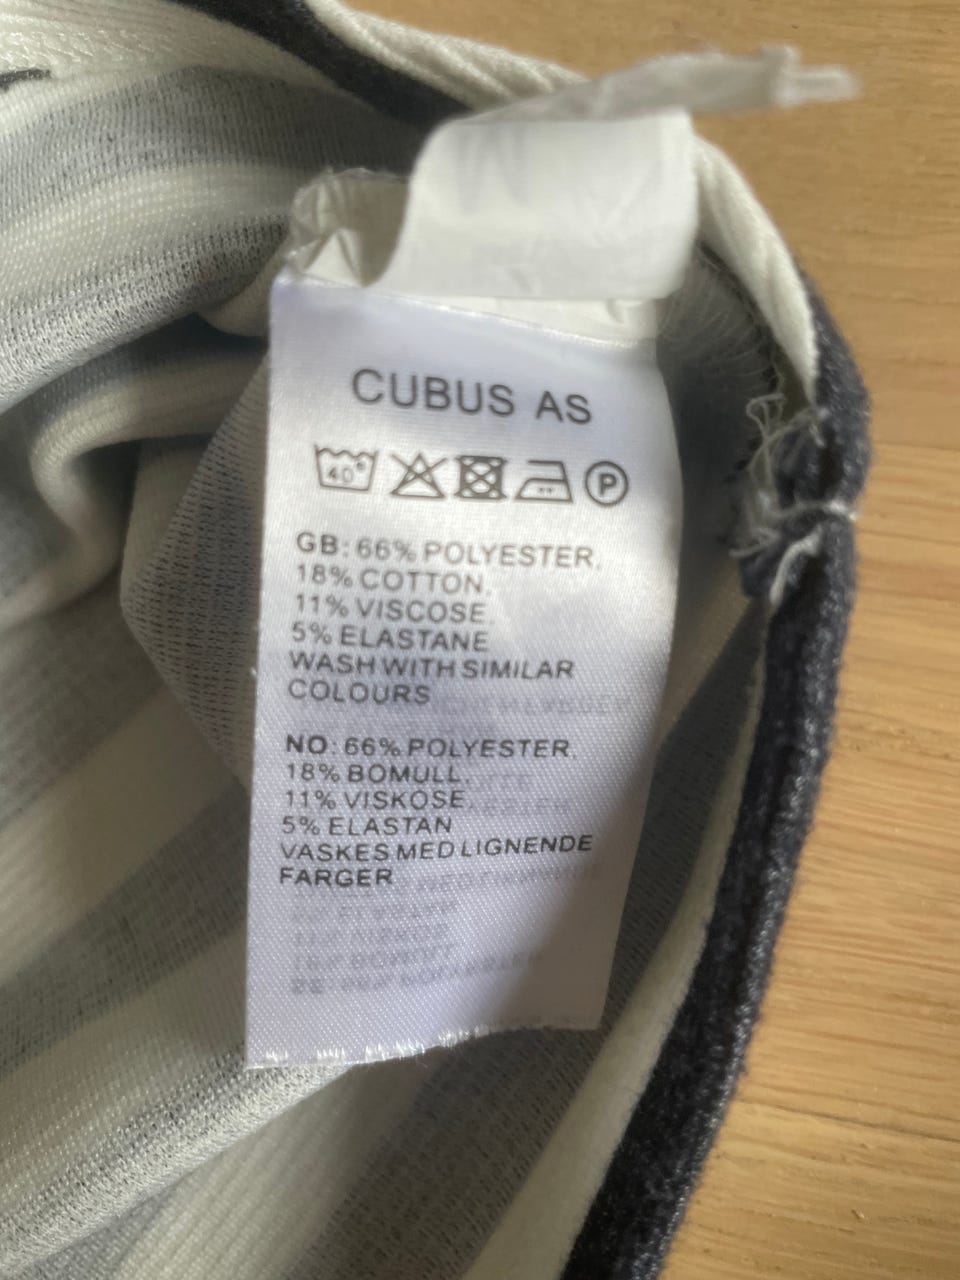 CUBUS AS
40°
P
GB: 66% POLYESTER,
18% COTTON,
11% VISCOSE,
5% ELASTANE
WASH WITH SIMILAR
COLOURS
NO: 66% POLYESTER,
18% BOMULL,
11% VISKOSE,
5% ELASTAN
VASKES MED LIGNENDE
FARGER